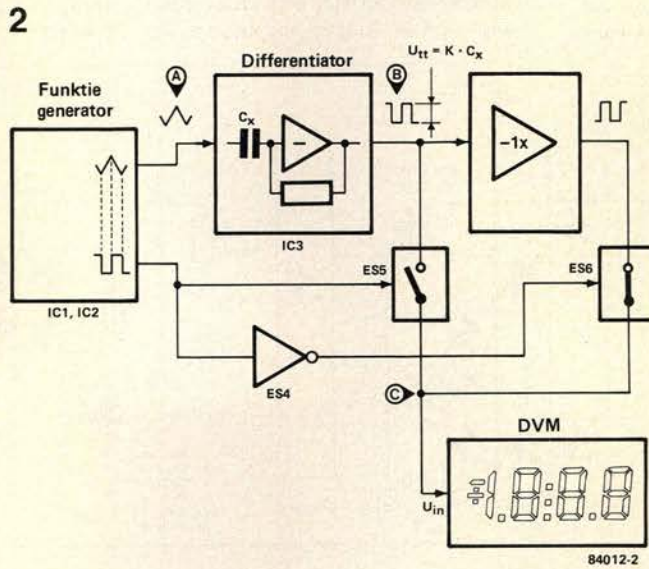 2
Funktie
generator
A
Differentiator
B
Utt = K · Cx
Cx
−
−1x
IC3
IC1, IC2
ES5
ES6
ES4
C
DVM
Uin
84012-2